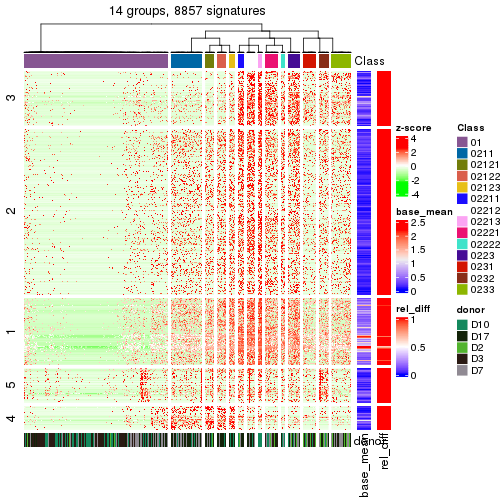 14 groups, 8857 signatures
Class
3
2
1
5
4
donor
base_mean
rel_diff
z-score
4
2
0
-2
-4
base_mean
2.5
2
1.5
1
0.5
0
rel_diff
1
0.5
0
Class
01
0211
02121
02122
02123
02211
02212
02213
02221
02222
0223
0231
0232
0233
donor
D10
D17
D2
D3
D7